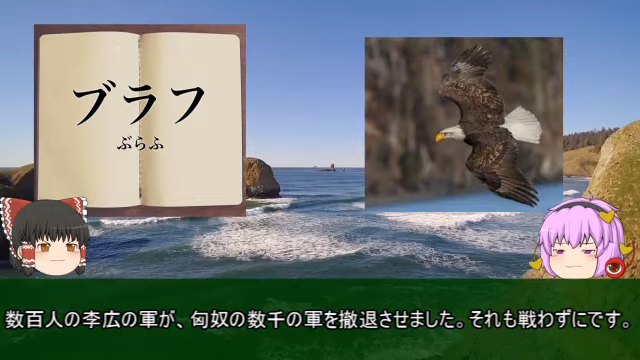 ブラフ
ぶらふ
数百人の李広の軍が、匈奴の数千の軍を撤退させました。それも戦わずにです。